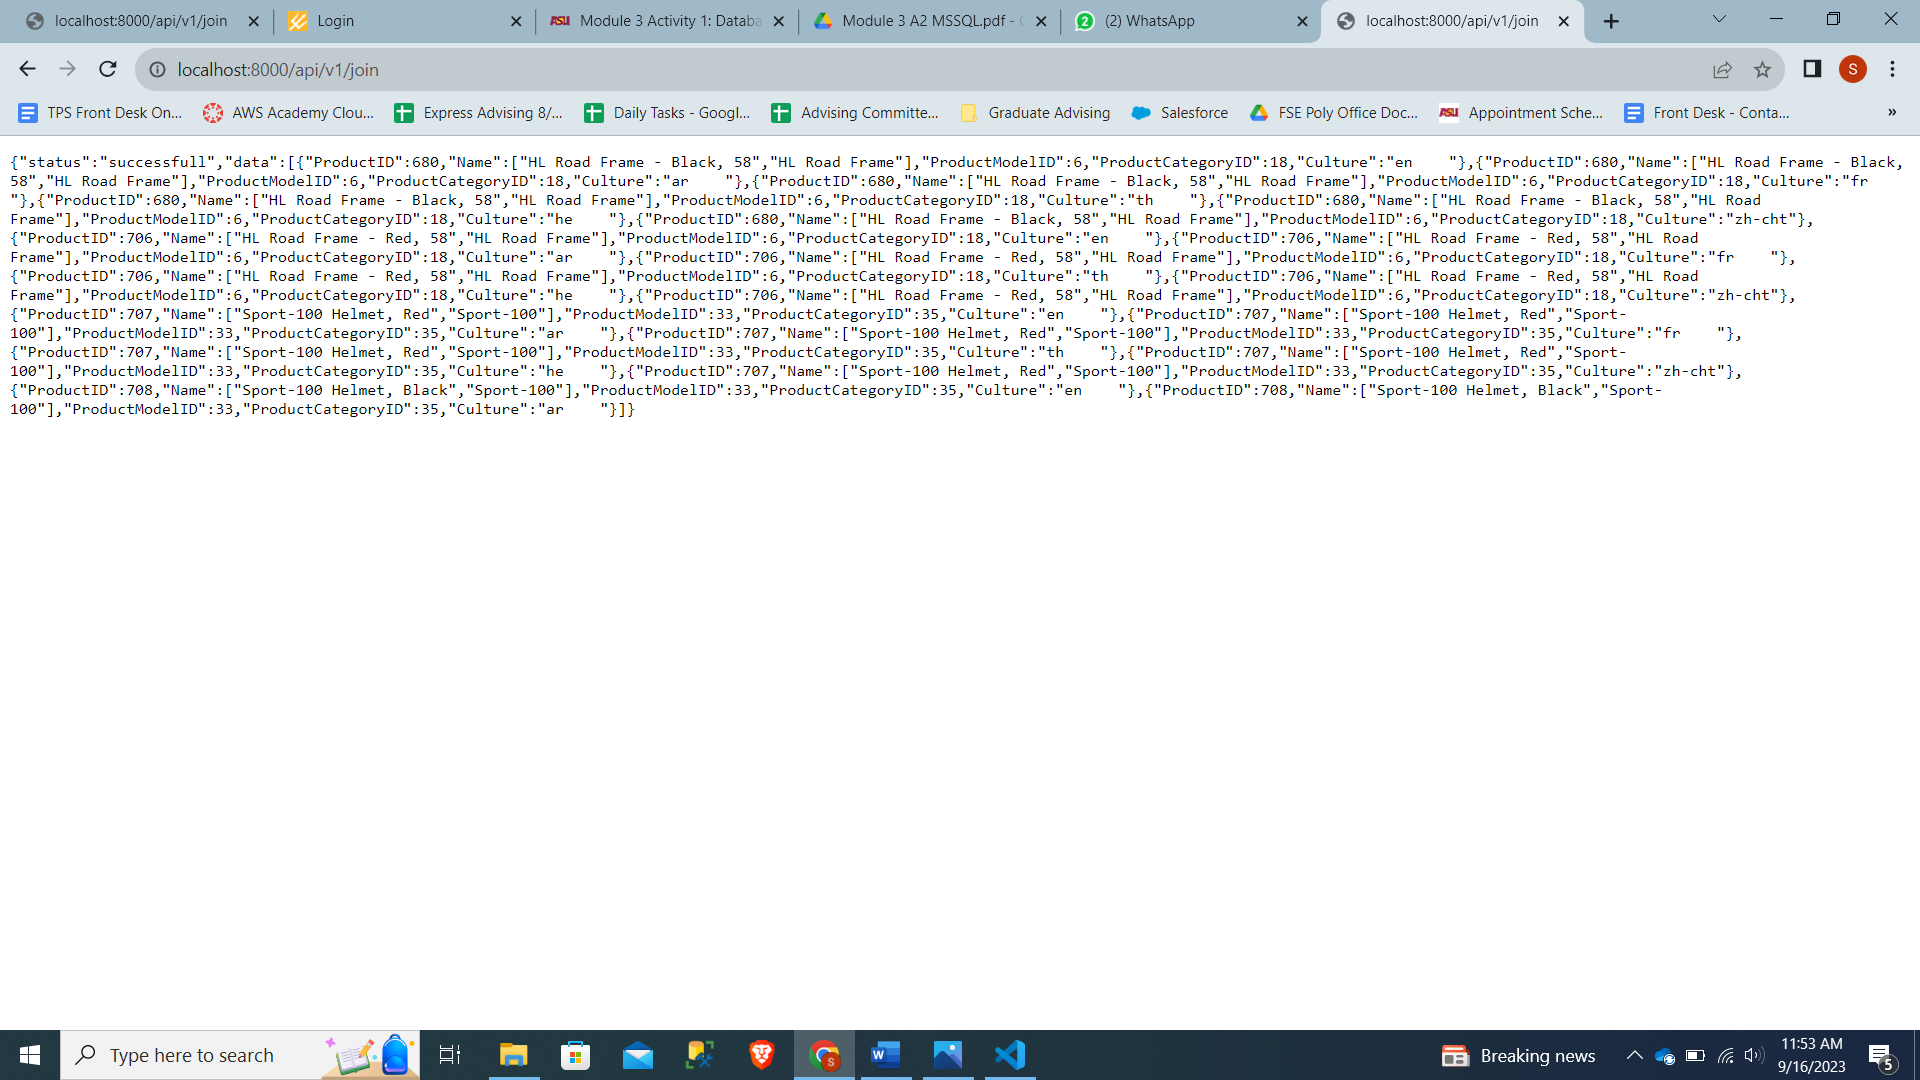 localhost:8000/api/v1/join
Login
Module 3 Activity 1: Databa
Module 3 A2 MSSQL.pdf - G
(2) WhatsApp
localhost:8000/api/v1/join
localhost:8000/api/v1/join
S
TPS Front Desk On...
AWS Academy Clou...
Express Advising 8/...
Daily Tasks - Googl...
Advising Committe...
Graduate Advising
Salesforce
FSE Poly Office Doc...
ASU
Appointment Sche...
Front Desk - Conta...
»
{"status":"successfull","data":[{"ProductID":680,"Name":["HL Road Frame - Black, 58","HL Road Frame"],"ProductModelID":6,"ProductCategoryID":18,"Culture":"en    "},{"ProductID":680,"Name":["HL Road Frame - Black,
58","HL Road Frame"],"ProductModelID":6,"ProductCategoryID":18,"Culture":"ar    "},{"ProductID":680,"Name":["HL Road Frame - Black, 58","HL Road Frame"],"ProductModelID":6,"ProductCategoryID":18,"Culture":"fr
"},{"ProductID":680,"Name":["HL Road Frame - Black, 58","HL Road Frame"],"ProductModelID":6,"ProductCategoryID":18,"Culture":"th    "},{"ProductID":680,"Name":["HL Road Frame - Black, 58","HL Road
Frame"],"ProductModelID":6,"ProductCategoryID":18,"Culture":"he    "},{"ProductID":680,"Name":["HL Road Frame - Black, 58","HL Road Frame"],"ProductModelID":6,"ProductCategoryID":18,"Culture":"zh-cht"},
{"ProductID":706,"Name":["HL Road Frame - Red, 58","HL Road Frame"],"ProductModelID":6,"ProductCategoryID":18,"Culture":"en    "},{"ProductID":706,"Name":["HL Road Frame - Red, 58","HL Road
Frame"],"ProductModelID":6,"ProductCategoryID":18,"Culture":"ar    "},{"ProductID":706,"Name":["HL Road Frame - Red, 58","HL Road Frame"],"ProductModelID":6,"ProductCategoryID":18,"Culture":"fr    "},
{"ProductID":706,"Name":["HL Road Frame - Red, 58","HL Road Frame"],"ProductModelID":6,"ProductCategoryID":18,"Culture":"th    "},{"ProductID":706,"Name":["HL Road Frame - Red, 58","HL Road
Frame"],"ProductModelID":6,"ProductCategoryID":18,"Culture":"he    "},{"ProductID":706,"Name":["HL Road Frame - Red, 58","HL Road Frame"],"ProductModelID":6,"ProductCategoryID":18,"Culture":"zh-cht"},
{"ProductID":707,"Name":["Sport-100 Helmet, Red","Sport-100"],"ProductModelID":33,"ProductCategoryID":35,"Culture":"en    "},{"ProductID":707,"Name":["Sport-100 Helmet, Red","Sport-
100"],"ProductModelID":33,"ProductCategoryID":35,"Culture":"ar    "},{"ProductID":707,"Name":["Sport-100 Helmet, Red","Sport-100"],"ProductModelID":33,"ProductCategoryID":35,"Culture":"fr    "},
{"ProductID":707,"Name":["Sport-100 Helmet, Red","Sport-100"],"ProductModelID":33,"ProductCategoryID":35,"Culture":"th    "},{"ProductID":707,"Name":["Sport-100 Helmet, Red","Sport-
100"],"ProductModelID":33,"ProductCategoryID":35,"Culture":"he    "},{"ProductID":707,"Name":["Sport-100 Helmet, Red","Sport-100"],"ProductModelID":33,"ProductCategoryID":35,"Culture":"zh-cht"},
{"ProductID":708,"Name":["Sport-100 Helmet, Black","Sport-100"],"ProductModelID":33,"ProductCategoryID":35,"Culture":"en    "},{"ProductID":708,"Name":["Sport-100 Helmet, Black","Sport-
100"],"ProductModelID":33,"ProductCategoryID":35,"Culture":"ar    "}]}
Type here to search
Breaking news
11:53 AM
9/16/2023
5